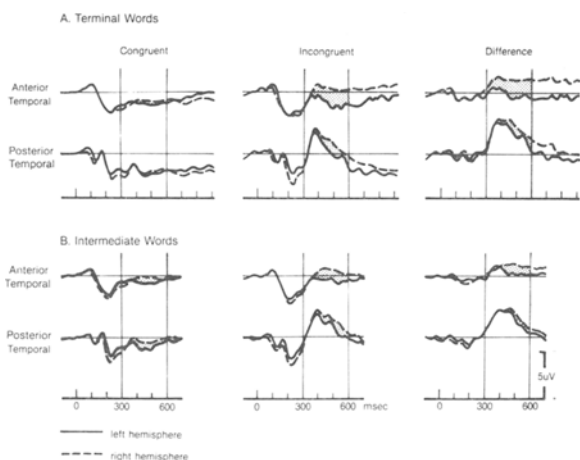 A. Terminal Words
Congruent Incongruent Difference
Anterior
Temporal
Posterior
Temporal
B. Intermediate Words
Anterior
Temporal
Posterior
Temporal
5uV
0 300 600 0 300 600 msec 0 300 600
left hemisphere
right hemisphere